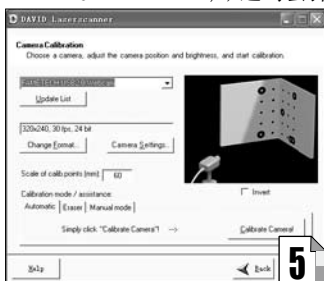 DAVID Laserscanner
Camera Calibration
Choose a camera, adjust the camera position and brightness, and start calibration.
Update List
320x240, 30 fps, 24 bit
Change Format... Camera Settings...
Scale of calib points [mm]: 60
Calibration mode / assistance:
Invert
Automatic Eraser Manual mode
Simply click "Calibrate Camera"! --> Calibrate Camera!
Help Back
5